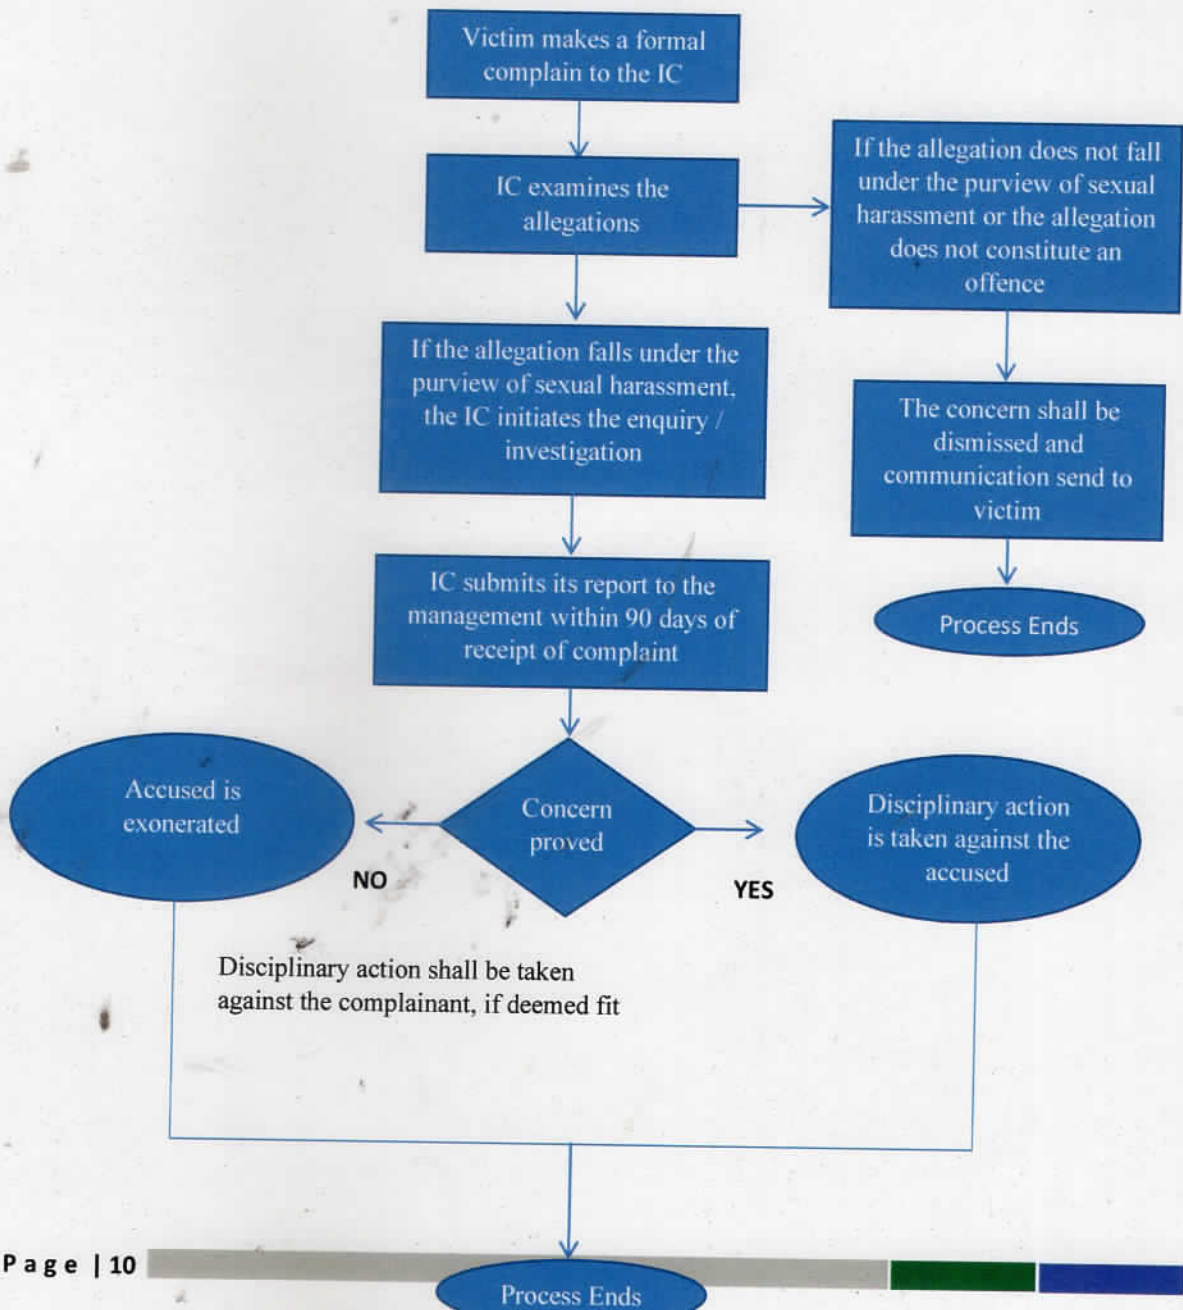 Victim makes a formal
complain to the IC
IC examines the
allegations
If the allegation does not fall
under the purview of sexual
harassment or the allegation
does not constitute an
offence
If the allegation falls under the
purview of sexual harassment,
the IC initiates the enquiry /
investigation
The concern shall be
dismissed and
communication send to
victim
Process Ends
IC submits its report to the
management within 90 days of
receipt of complaint
Accused is
exonerated
Concern
proved
Disciplinary action
is taken against the
accused
NO
YES
Disciplinary action shall be taken
against the complainant, if deemed fit
Page | 10
Process Ends